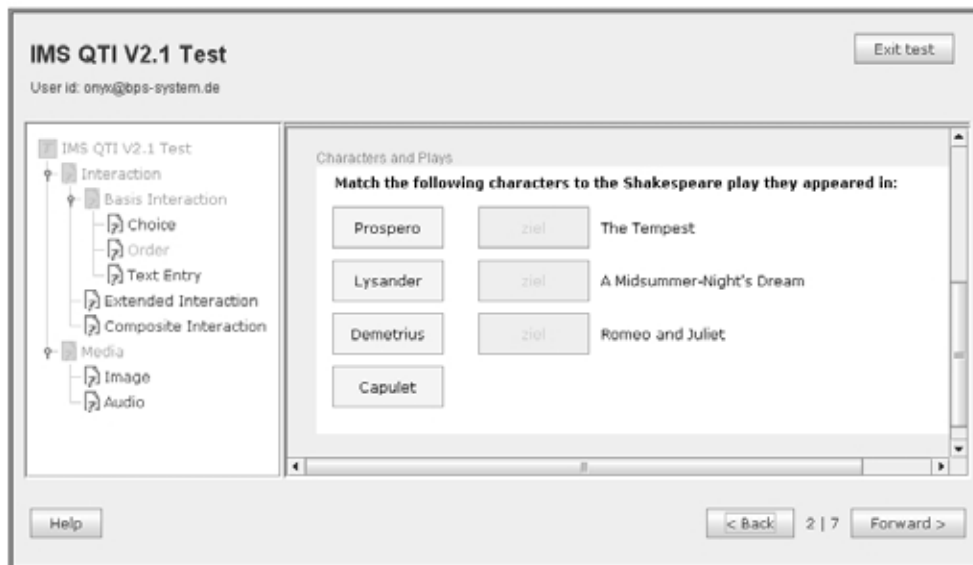 IMS QTI V2.1 Test
Exit test
User id: onyx@bps-system.de
IMS QTI V2.1 Test
Interaction
Basis Interaction
Choice
Order
Text Entry
Extended Interaction
Composite Interaction
Media
Image
Audio
Characters and Plays
Match the following characters to the Shakespeare play they appeared in:
Prospero ziel The Tempest
Lysander ziel A Midsummer-Night's Dream
Demetrius ziel Romeo and Juliet
Capulet
Help
< Back 2 | 7 Forward >